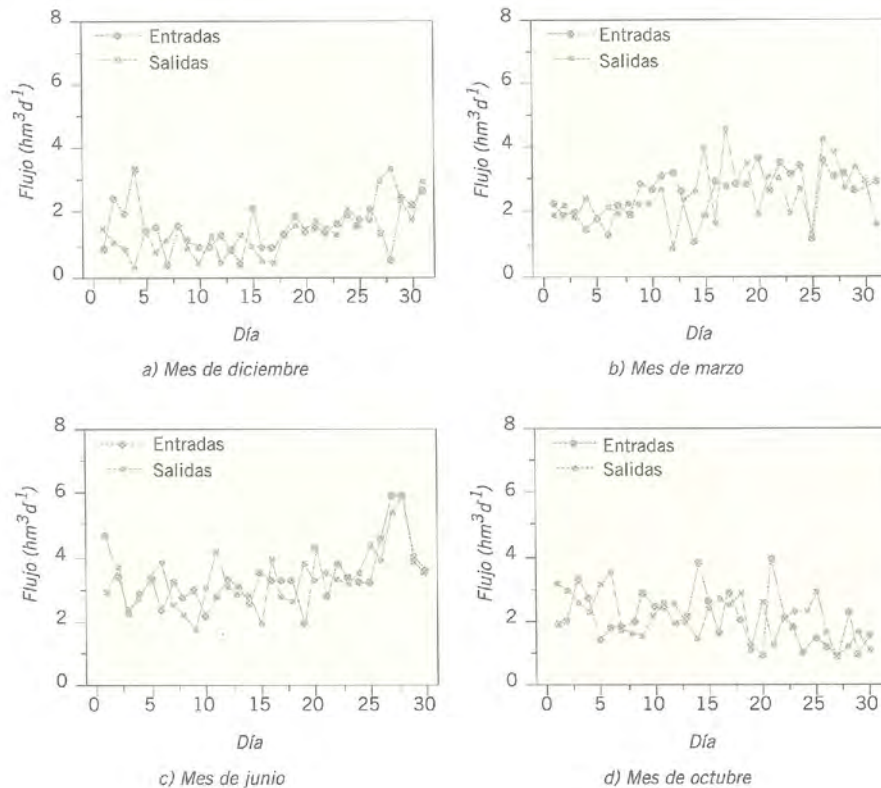 8
6
4
2
0
Flujo (hm³d⁻¹)
Entradas
Salidas
0 5 10 15 20 25 30
Día
a) Mes de diciembre
8
6
4
2
0
Flujo (hm³d⁻¹)
Entradas
Salidas
0 5 10 15 20 25 30
Día
b) Mes de marzo
8
6
4
2
0
Flujo (hm³d⁻¹)
Entradas
Salidas
0 5 10 15 20 25 30
Día
c) Mes de junio
8
6
4
2
0
Flujo (hm³d⁻¹)
Entradas
Salidas
0 5 10 15 20 25 30
Día
d) Mes de octubre